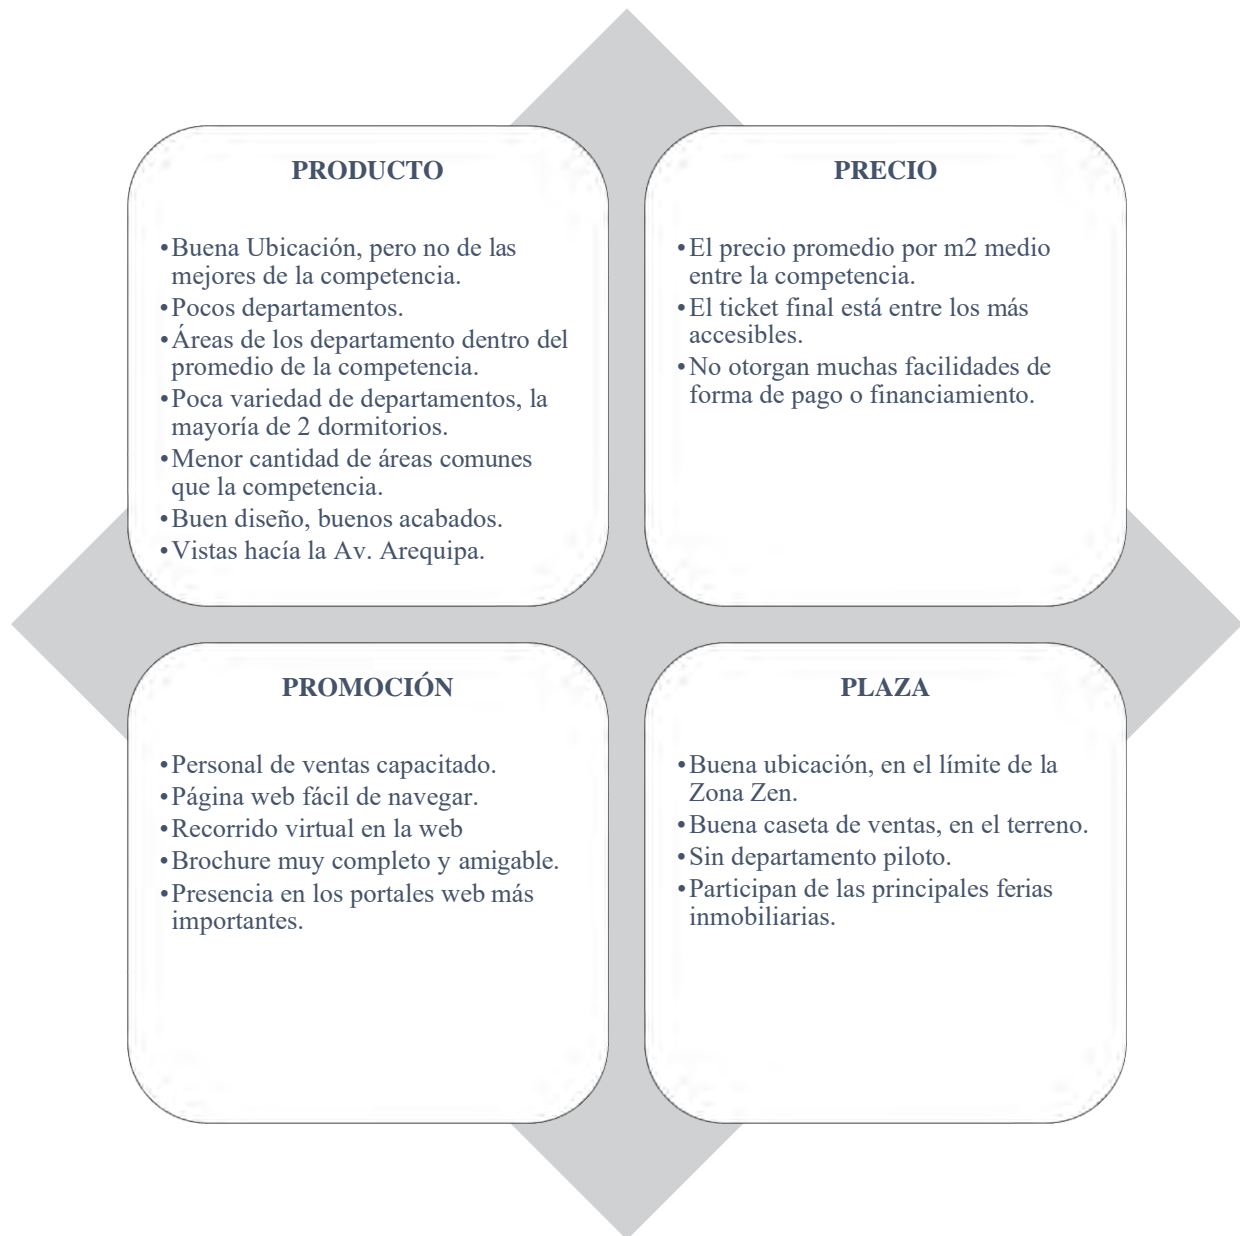 PRODUCTO
•Buena Ubicación, pero no de las
mejores de la competencia.
•Pocos departamentos.
•Áreas de los departamento dentro del
promedio de la competencia.
•Poca variedad de departamentos, la
mayoría de 2 dormitorios.
•Menor cantidad de áreas comunes
que la competencia.
•Buen diseño, buenos acabados.
•Vistas hacía la Av. Arequipa.
PRECIO
•El precio promedio por m2 medio
entre la competencia.
•El ticket final está entre los más
accesibles.
•No otorgan muchas facilidades de
forma de pago o financiamiento.
PROMOCIÓN
•Personal de ventas capacitado.
•Página web fácil de navegar.
•Recorrido virtual en la web
•Brochure muy completo y amigable.
•Presencia en los portales web más
importantes.
PLAZA
•Buena ubicación, en el límite de la
Zona Zen.
•Buena caseta de ventas, en el terreno.
•Sin departamento piloto.
•Participan de las principales ferias
inmobiliarias.